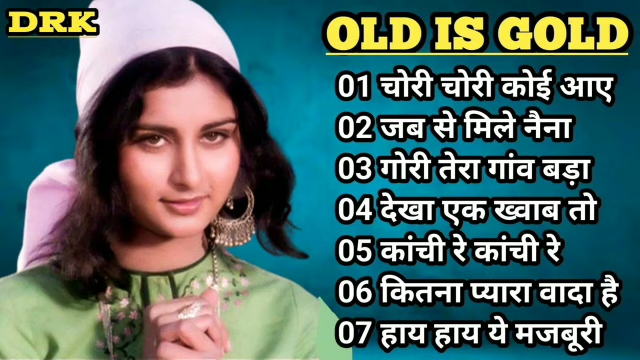 DRK
OLD IS GOLD
01 चोरी चोरी कोई आए
02 जब से मिले नैना
03 गोरी तेरा गांव बड़ा
04 देखा एक ख्वाब तो
05 कांची रे कांची रे
06 कितना प्यारा वादा है
07 हाय हाय ये मजबूरी